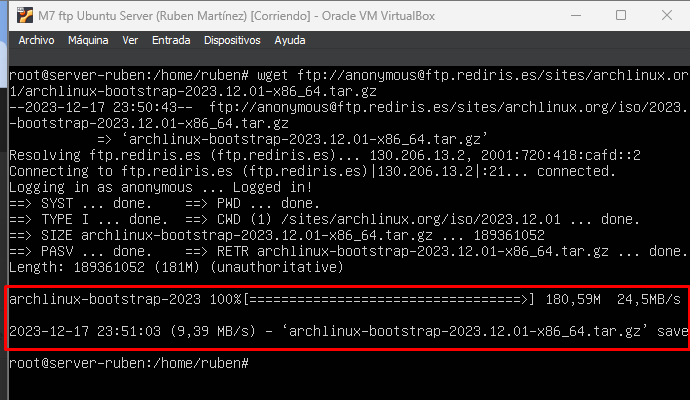 M7 ftp Ubuntu Server (Ruben Martínez) [Corriendo] - Oracle VM VirtualBox
Archivo Máquina Ver Entrada Dispositivos Ayuda
root@server-ruben:/home/ruben# wget ftp://anonymous@ftp.rediris.es/sites/archlinux.or
1/archlinux-bootstrap-2023.12.01-x86_64.tar.gz
--2023-12-17 23:50:43-- ftp://anonymous@ftp.rediris.es/sites/archlinux.org/iso/2023.
-bootstrap-2023.12.01-x86_64.tar.gz
=> ‘archlinux-bootstrap-2023.12.01-x86_64.tar.gz’
Resolving ftp.rediris.es (ftp.rediris.es)... 130.206.13.2, 2001:720:418:cafd::2
Connecting to ftp.rediris.es (ftp.rediris.es)|130.206.13.2|:21... connected.
Logging in as anonymous ... Logged in!
==> SYST ... done. ==> PWD ... done.
==> TYPE I ... done. ==> CWD (1) /sites/archlinux.org/iso/2023.12.01 ... done.
==> SIZE archlinux-bootstrap-2023.12.01-x86_64.tar.gz ... 189361052
==> PASV ... done. ==> RETR archlinux-bootstrap-2023.12.01-x86_64.tar.gz ... done.
Length: 189361052 (181M) (unauthoritative)
archlinux-bootstrap-2023 100%[==================================>] 180,59M 24,5MB/s
2023-12-17 23:51:03 (9,39 MB/s) - ‘archlinux-bootstrap-2023.12.01-x86_64.tar.gz’ save
root@server-ruben:/home/ruben#